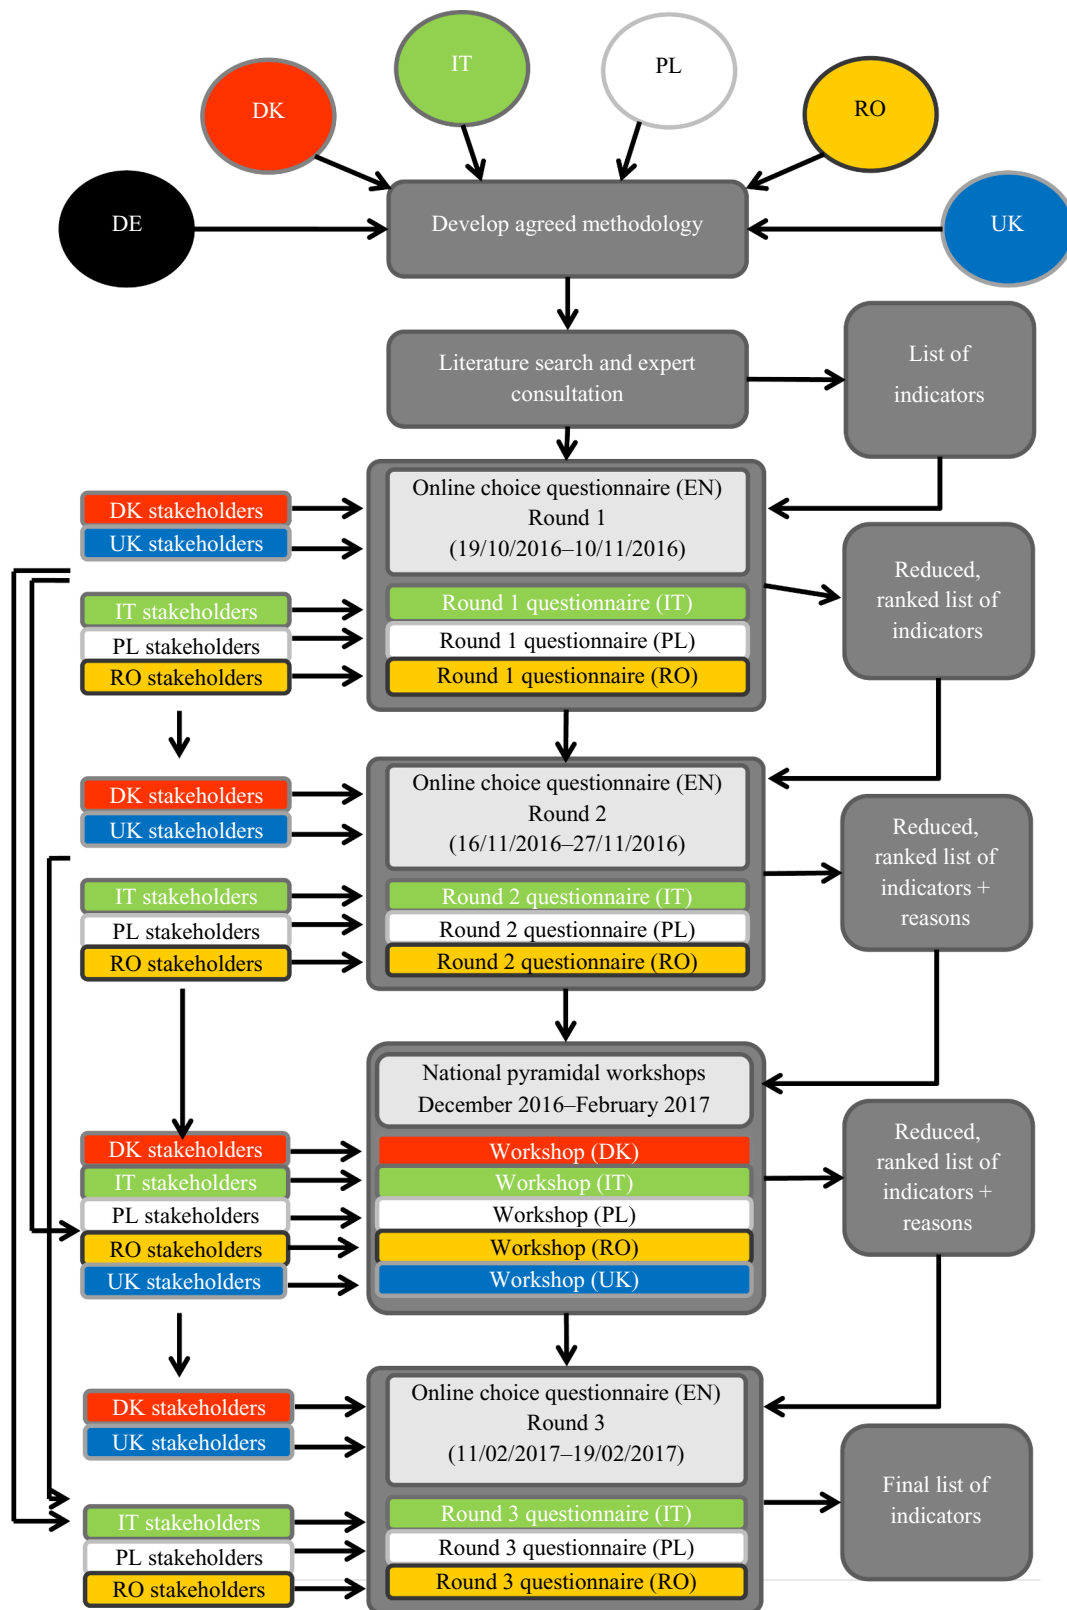 IT
PL
DK
RO
DE
Develop agreed methodology
UK
Literature search and expert
consultation
List of
indicators
DK stakeholders
UK stakeholders
IT stakeholders
PL stakeholders
RO stakeholders
Online choice questionnaire (EN)
Round 1
(19/10/2016–10/11/2016)
Round 1 questionnaire (IT)
Round 1 questionnaire (PL)
Round 1 questionnaire (RO)
Reduced,
ranked list of
indicators
DK stakeholders
UK stakeholders
IT stakeholders
PL stakeholders
RO stakeholders
Online choice questionnaire (EN)
Round 2
(16/11/2016–27/11/2016)
Round 2 questionnaire (IT)
Round 2 questionnaire (PL)
Round 2 questionnaire (RO)
Reduced,
ranked list of
indicators +
reasons
National pyramidal workshops
December 2016–February 2017
DK stakeholders
IT stakeholders
PL stakeholders
RO stakeholders
UK stakeholders
Workshop (DK)
Workshop (IT)
Workshop (PL)
Workshop (RO)
Workshop (UK)
Reduced,
ranked list of
indicators +
reasons
DK stakeholders
UK stakeholders
IT stakeholders
PL stakeholders
RO stakeholders
Online choice questionnaire (EN)
Round 3
(11/02/2017–19/02/2017)
Round 3 questionnaire (IT)
Round 3 questionnaire (PL)
Round 3 questionnaire (RO)
Final list of
indicators